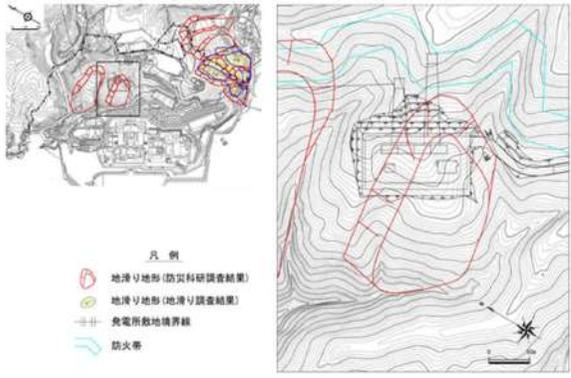 凡 例
地滑り地形(防災科研調査結果)
地滑り地形(地滑り調査結果)
発電所敷地境界線
防火帯